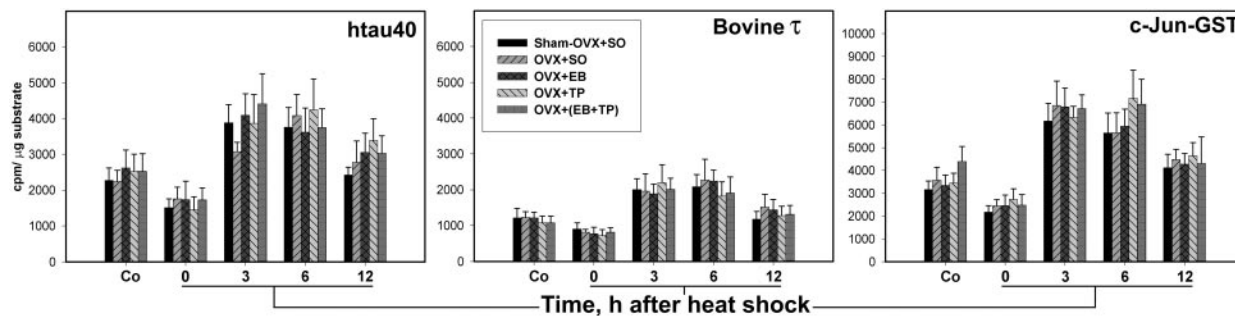 htau40
Bovine τ
c-Jun-GST
cpm/ μg substrate
6000
5000
4000
3000
2000
1000
0
Co 0 3 6 12
6000
5000
4000
3000
2000
1000
0
Sham-OVX+SO
OVX+SO
OVX+EB
OVX+TP
OVX+(EB+TP)
Co 0 3 6 12
10000
9000
8000
7000
6000
5000
4000
3000
2000
1000
0
Co 0 3 6 12
Time, h after heat shock